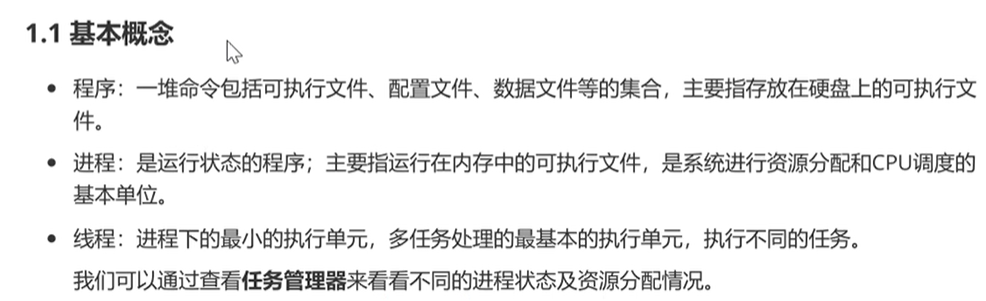 1.1 基本概念
• 程序：一堆命令包括可执行文件、配置文件、数据文件等的集合，主要指存放在硬盘上的可执行文
件。
• 进程：是运行状态的程序；主要指运行在内存中的可执行文件，是系统进行资源分配和CPU调度的
基本单位。
• 线程：进程下的最小的执行单元，多任务处理的最基本的执行单元，执行不同的任务。
我们可以通过查看任务管理器来看看不同的进程状态及资源分配情况。